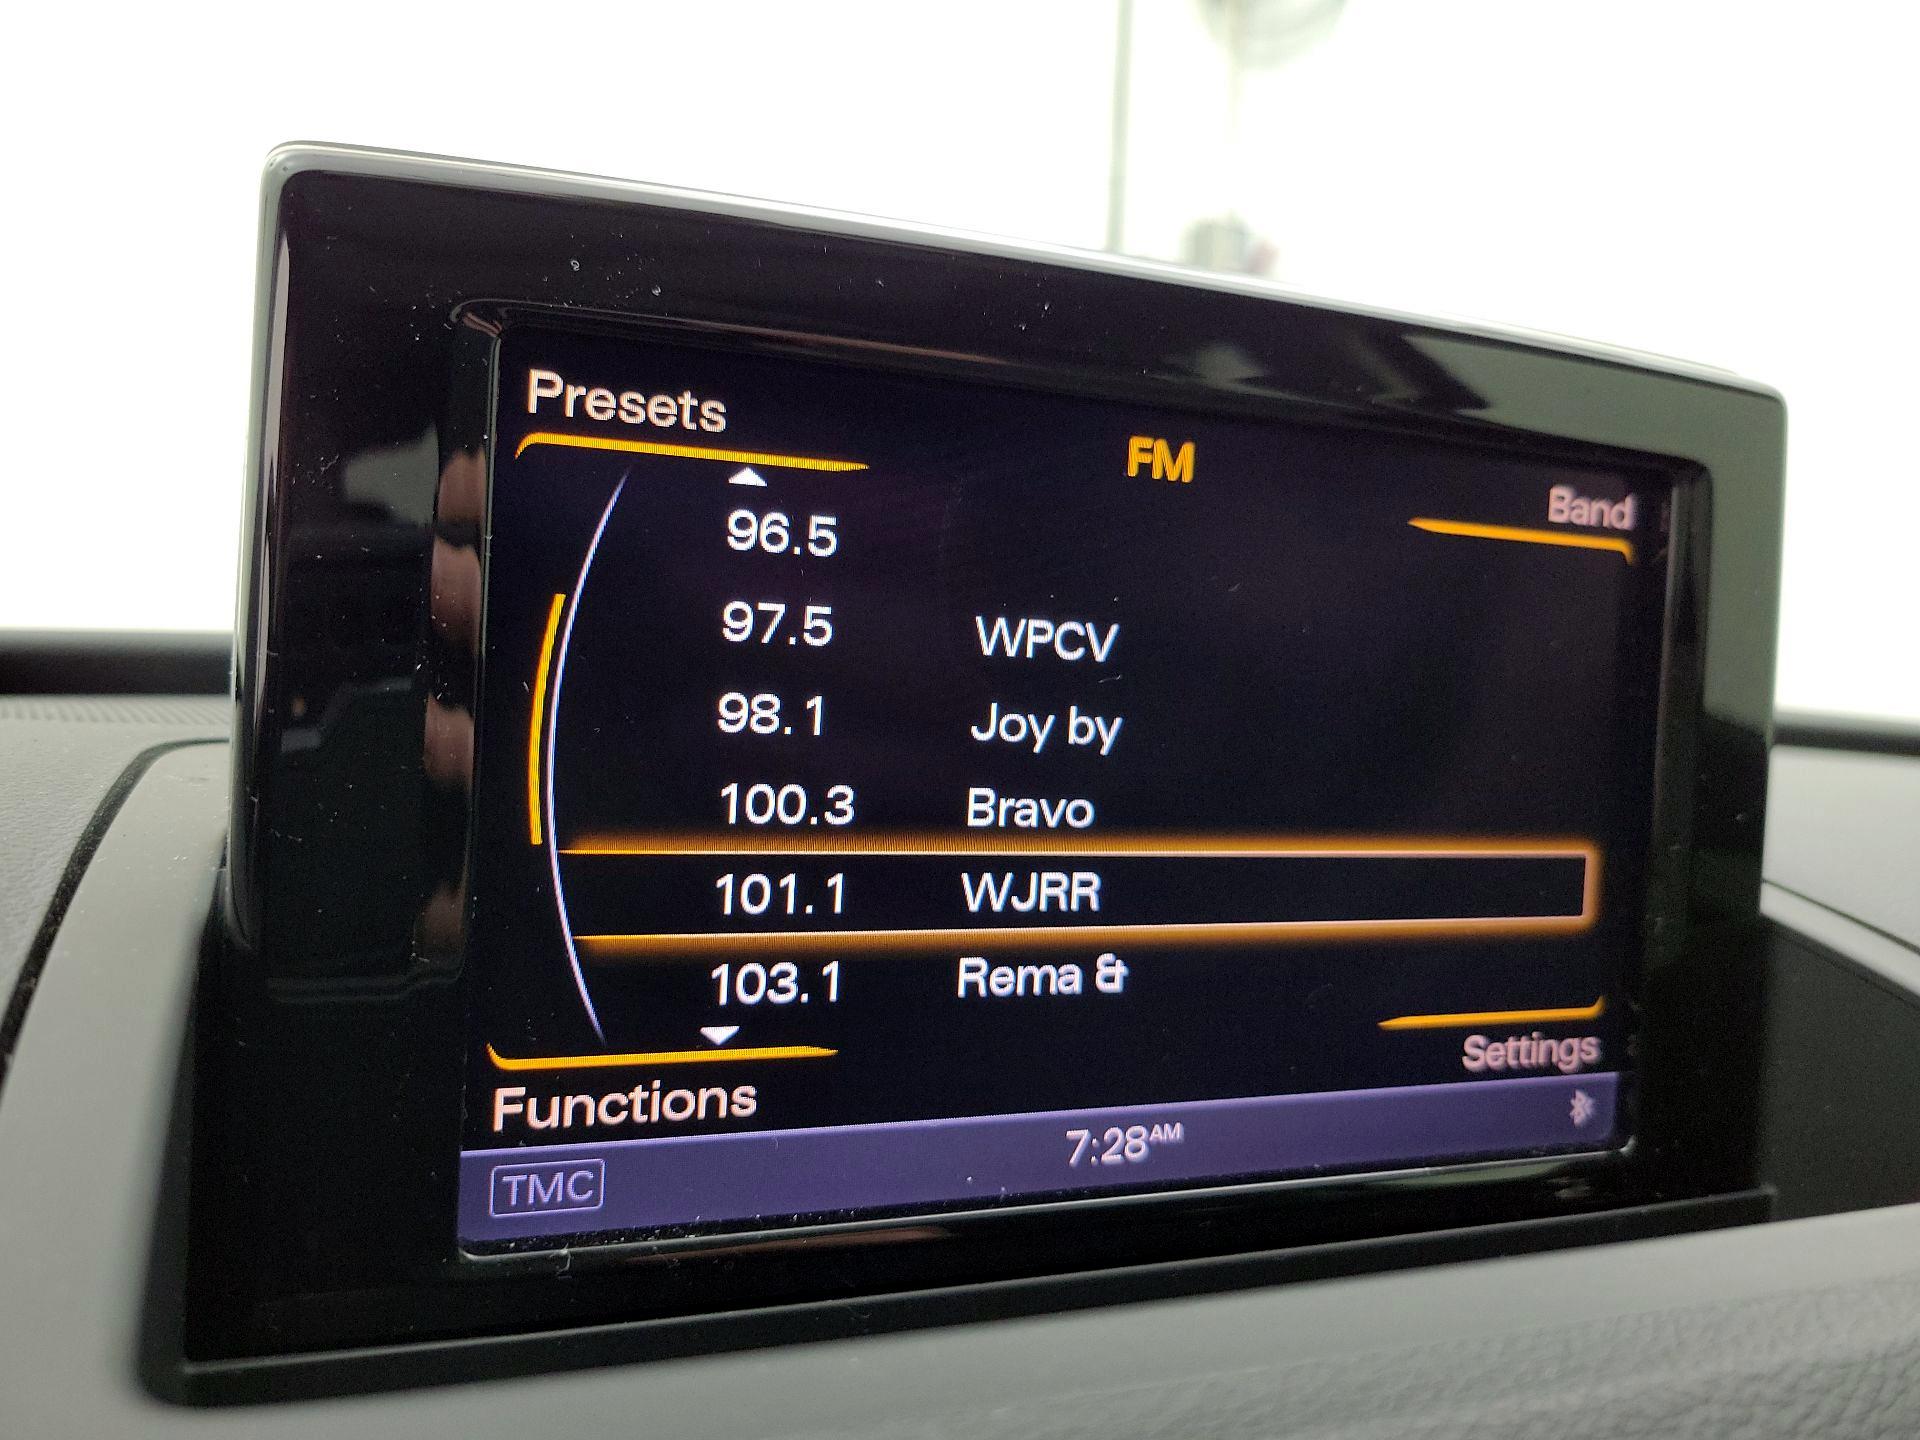 Presets
FM
Band
96.5
97.5 WPCV
98.1 Joy by
100.3 Bravo
101.1 WJRR
103.1 Rema &
Settings
Functions
7:28AM
TMC